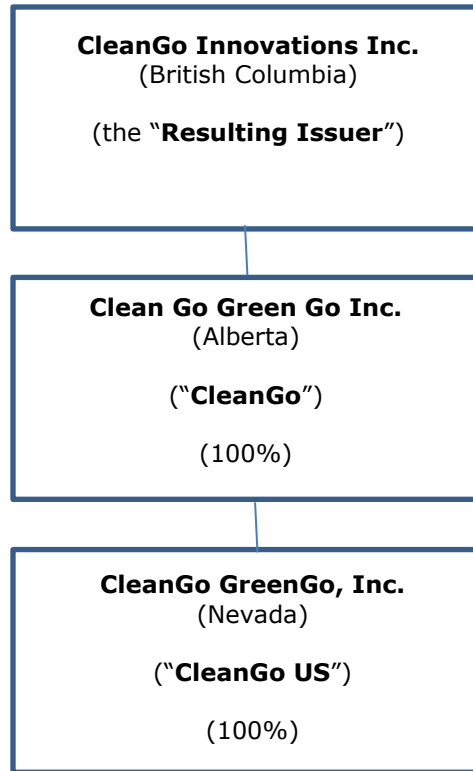 CleanGo Innovations Inc.
(British Columbia)
(the “Resulting Issuer”)
Clean Go Green Go Inc.
(Alberta)
(“CleanGo”)
(100%)
CleanGo GreenGo, Inc.
(Nevada)
(“CleanGo US”)
(100%)